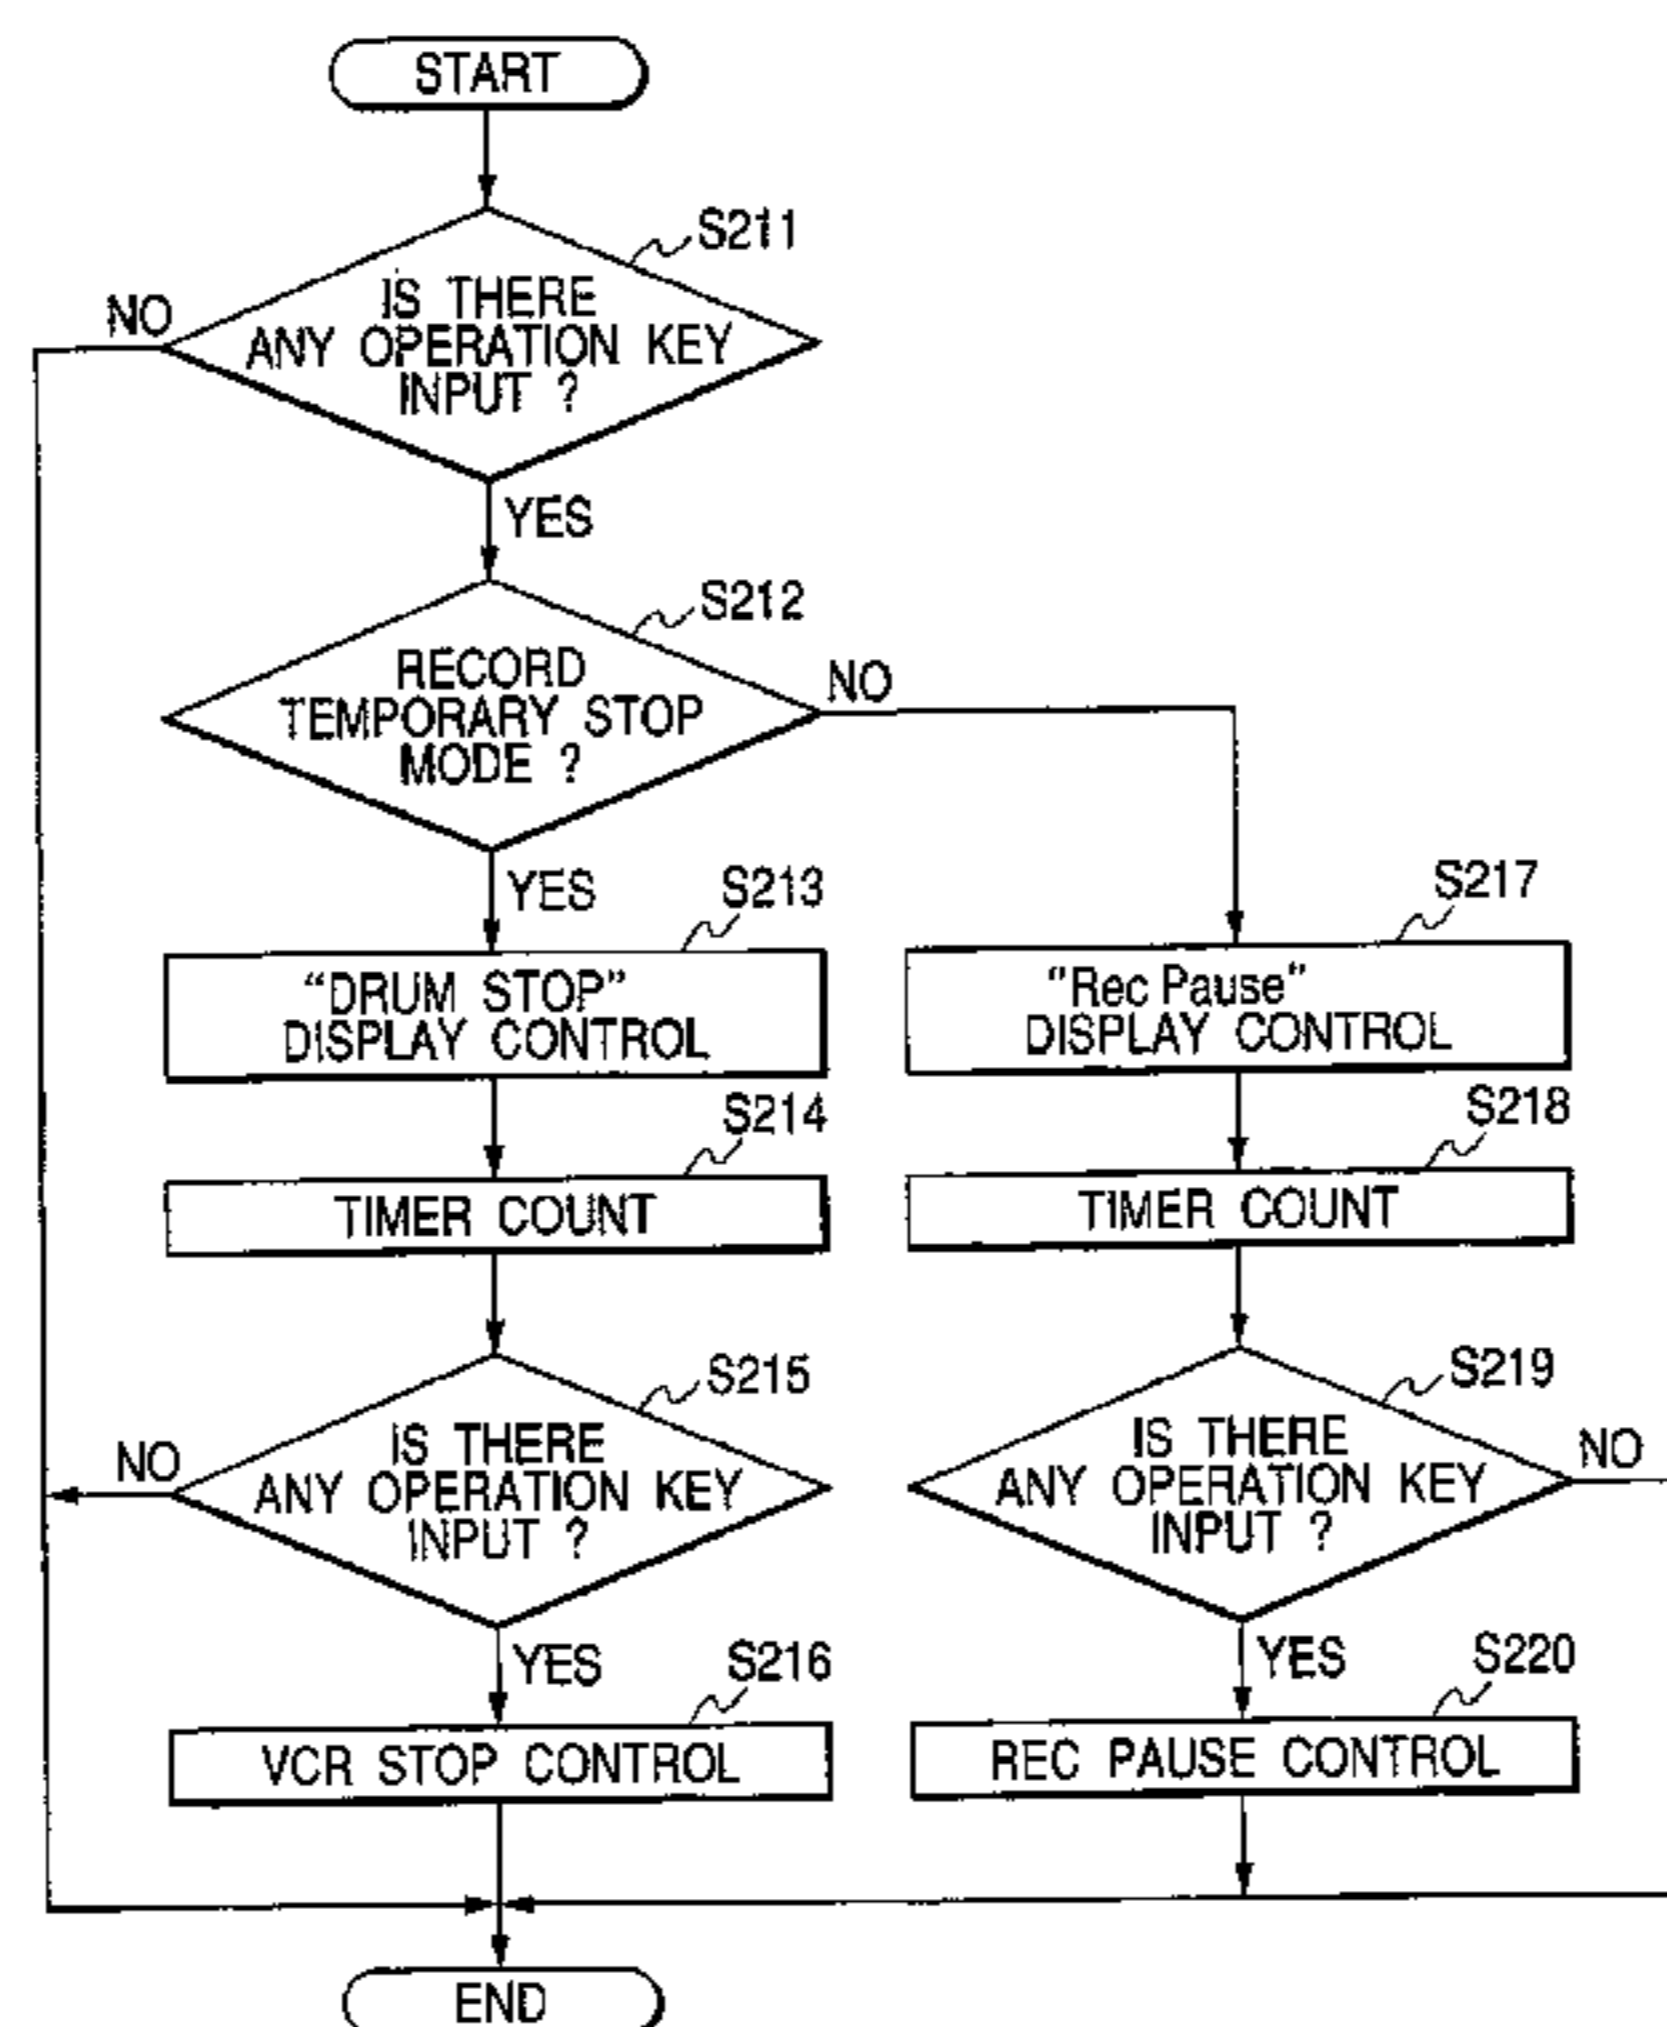 START
S211
IS THERE
ANY OPERATION KEY
INPUT ?
NO
YES
S212
RECORD
TEMPORARY STOP
MODE ?
NO
YES
S213
“DRUM STOP”
DISPLAY CONTROL
S214
TIMER COUNT
S215
IS THERE
ANY OPERATION KEY
INPUT ?
NO
YES
S216
VCR STOP CONTROL
S217
"Rec Pause"
DISPLAY CONTROL
S218
TIMER COUNT
S219
IS THERE
ANY OPERATION KEY
INPUT ?
NO
YES
S220
REC PAUSE CONTROL
END